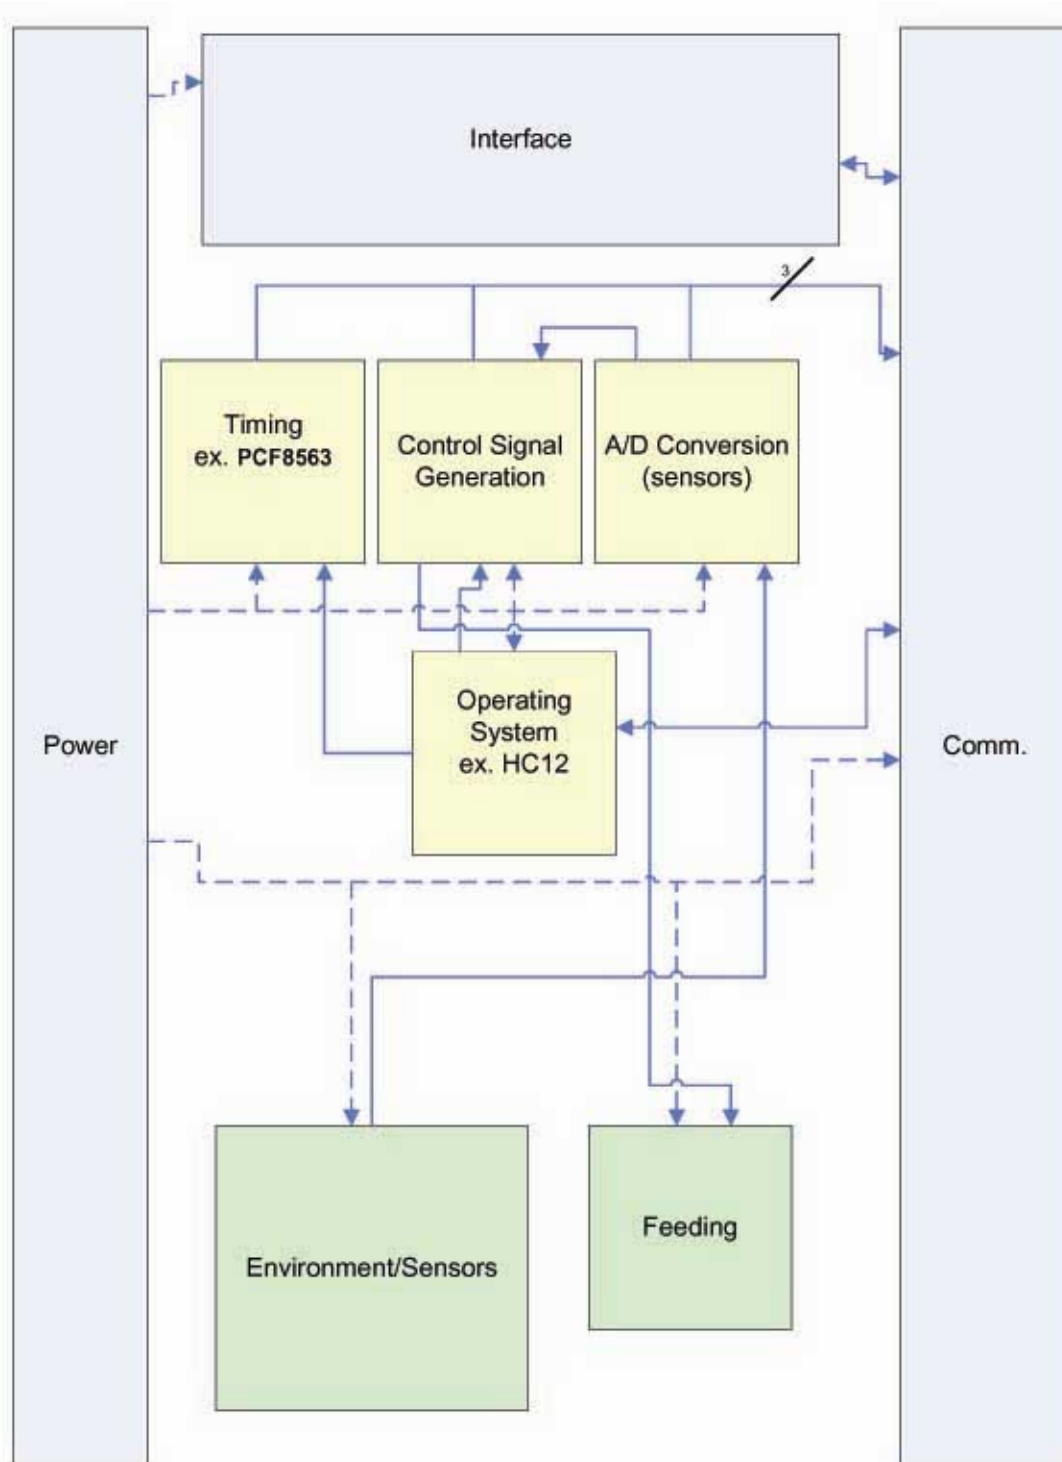 Interface
3
Timing
ex. PCF8563
Control Signal
Generation
A/D Conversion
(sensors)
Operating
System
ex. HC12
Power
Comm.
Environment/Sensors
Feeding